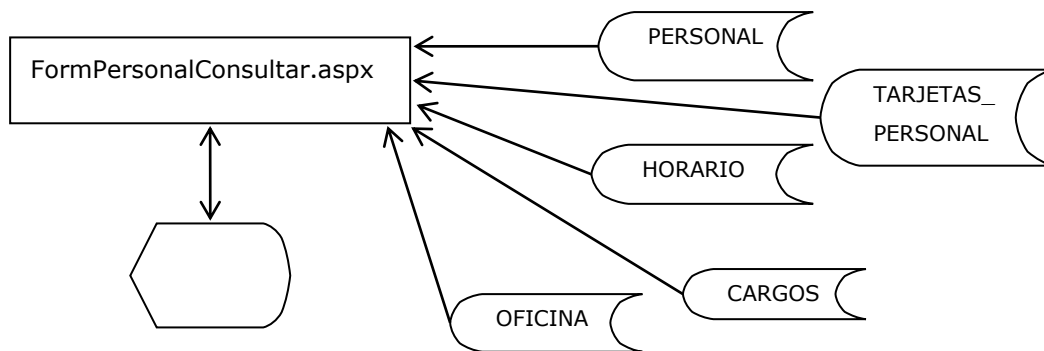 PERSONAL
FormPersonalConsultar.aspx
TARJETAS_
PERSONAL
HORARIO
CARGOS
OFICINA